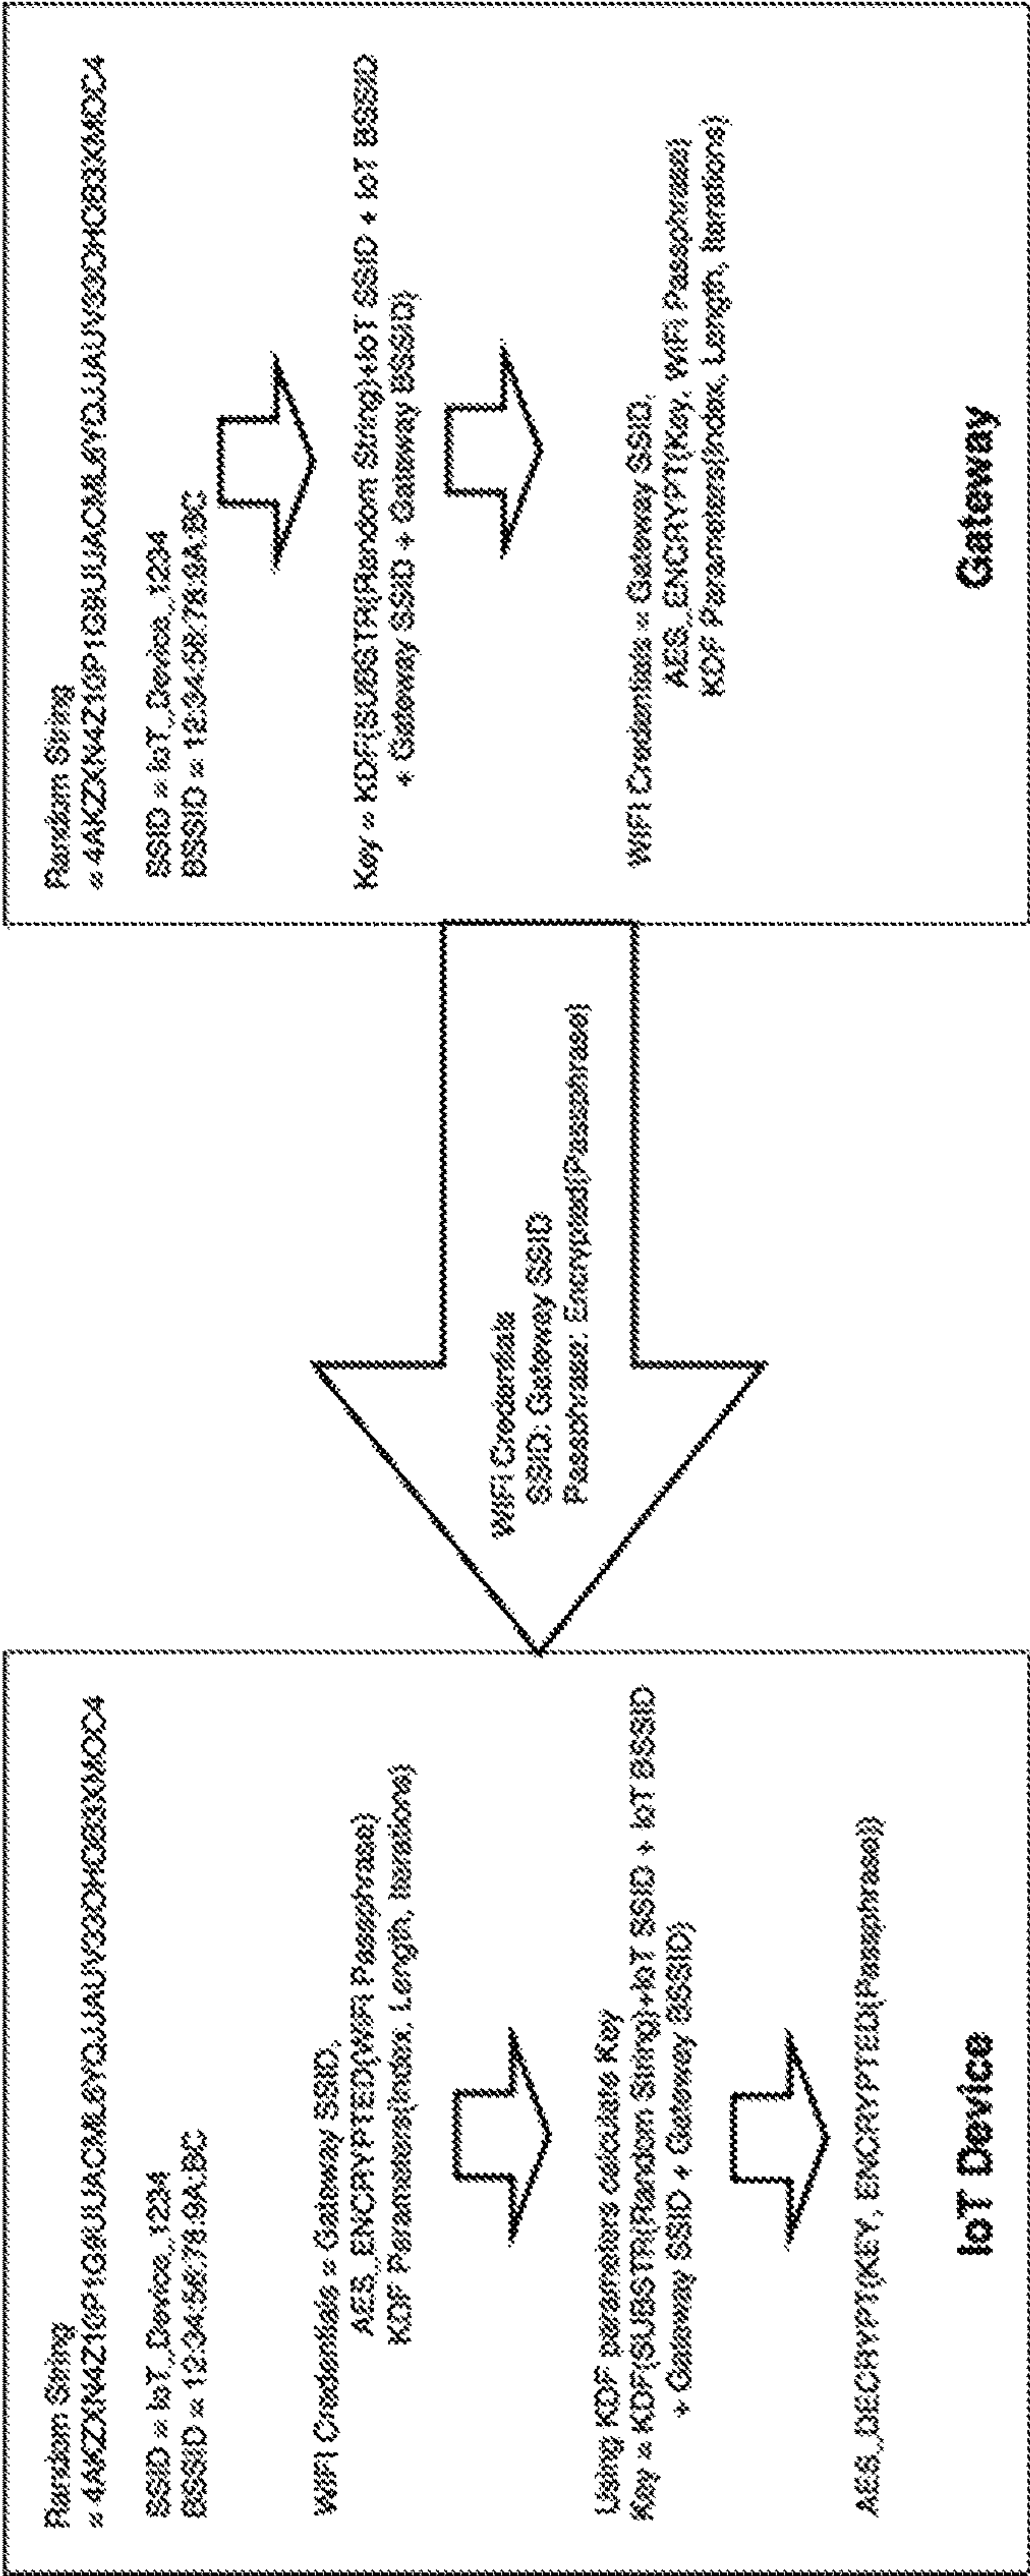 Random String
=
SSID = IoT_Device_1234
BSSID = 12:34:56:78:9A:BC
WiFi Credentials = Gateway SSID,
AES_ENCRYPTED(WiFi Passphrase)
KDF Parameters(Index, Length, Iterations)
Using KDF parameters calculate Key
Key = KDF(SUBSTR(Random String)+IoT SSID + IoT BSSID
+ Gateway SSID + Gateway BSSID)
AES_DECRYPT(KEY, ENCRYPTED(Passphrase))
IoT Device
WiFi Credentials
SSID: Gateway SSID
Passphrase: Encrypted(Passphrase)
Random String
=
SSID = IoT_Device_1234
BSSID = 12:34:56:78:9A:BC
Key = KDF(SUBSTR(Random String)+IoT SSID + IoT BSSID
+ Gateway SSID + Gateway BSSID)
WiFi Credentials = Gateway SSID,
AES_ENCRYPT(Key, WiFi Passphrase)
KDF Parameters(Index, Length, Iterations)
Gateway